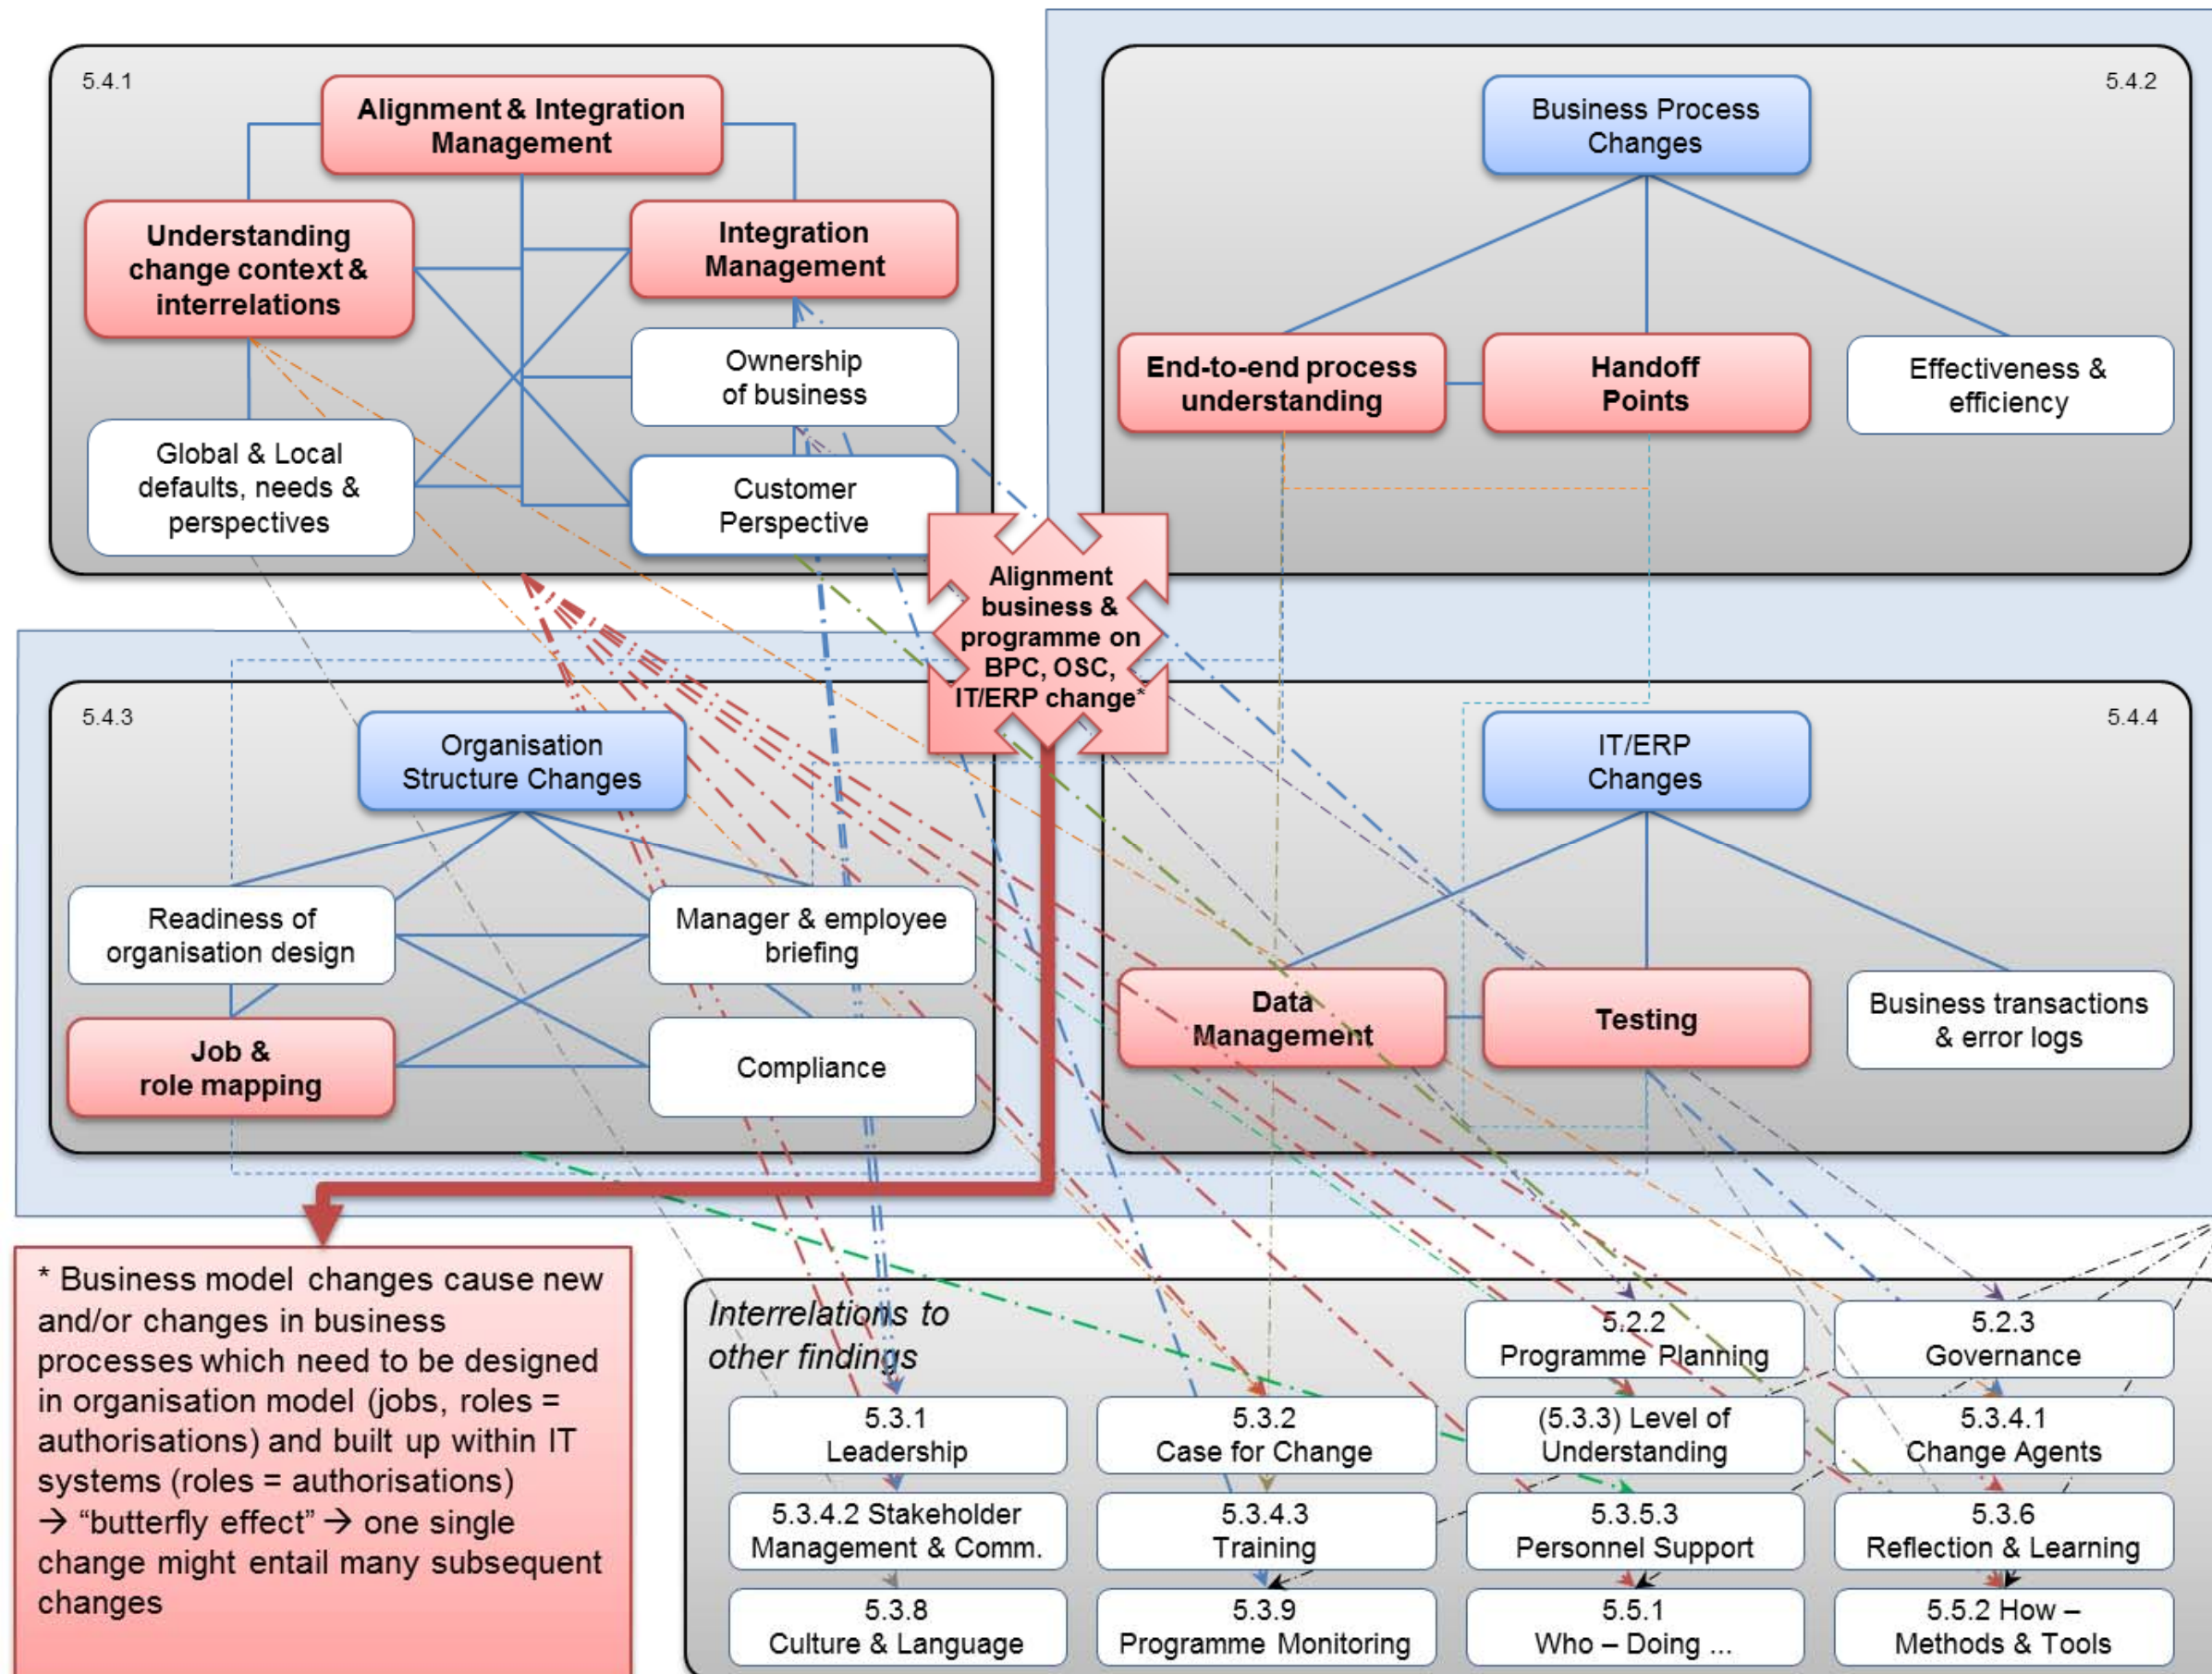 5.4.1
Alignment & Integration
Management
Understanding
change context &
interrelations
Integration
Management
Ownership
of business
Global & Local
defaults, needs &
perspectives
Customer
Perspective
5.4.2
Business Process
Changes
End-to-end process
understanding
Handoff
Points
Effectiveness &
efficiency
Alignment
business &
programme on
BPC, OSC,
IT/ERP change*
5.4.3
Organisation
Structure Changes
Readiness of
organisation design
Manager & employee
briefing
Job &
role mapping
Compliance
5.4.4
IT/ERP
Changes
Data
Management
Testing
Business transactions
& error logs
* Business model changes cause new
and/or changes in business
processes which need to be designed
in organisation model (jobs, roles =
authorisations) and built up within IT
systems (roles = authorisations)
→ “butterfly effect” → one single
change might entail many subsequent
changes
Interrelations to
other findings
5.2.2
Programme Planning
5.2.3
Governance
5.3.1
Leadership
5.3.2
Case for Change
(5.3.3) Level of
Understanding
5.3.4.1
Change Agents
5.3.4.2 Stakeholder
Management & Comm.
5.3.4.3
Training
5.3.5.3
Personnel Support
5.3.6
Reflection & Learning
5.3.8
Culture & Language
5.3.9
Programme Monitoring
5.5.1
Who – Doing ...
5.5.2 How –
Methods & Tools